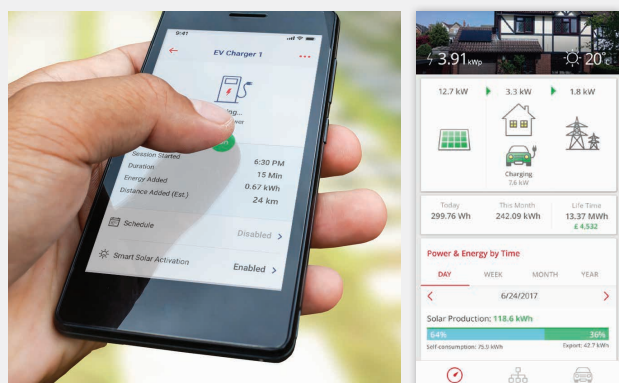 9:41
EV Charger 1
Session Started 6:30 PM
Duration 15 Min
Energy Added 0.67 kWh
Distance Added (Est.) 24 km
Schedule Disabled >
Smart Solar Activation Enabled >
3.91 kWp 20°c
12.7 kW 3.3 kW 1.8 kW
Charging
7.6 kW
Today This Month Life Time
299.76 Wh 242.09 kWh 13.37 MWh
£ 4,532
Power & Energy by Time
DAY WEEK MONTH YEAR
< 6/24/2017 >
Solar Production: 118.6 kWh
64% 36%
Self-consumption: 75.9 kWh Export: 42.7 kWh